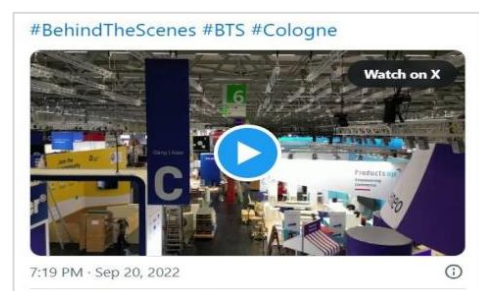 #BehindTheScenes #BTS #Cologne
Watch on X
6
C
Productsup
7:19 PM · Sep 20, 2022